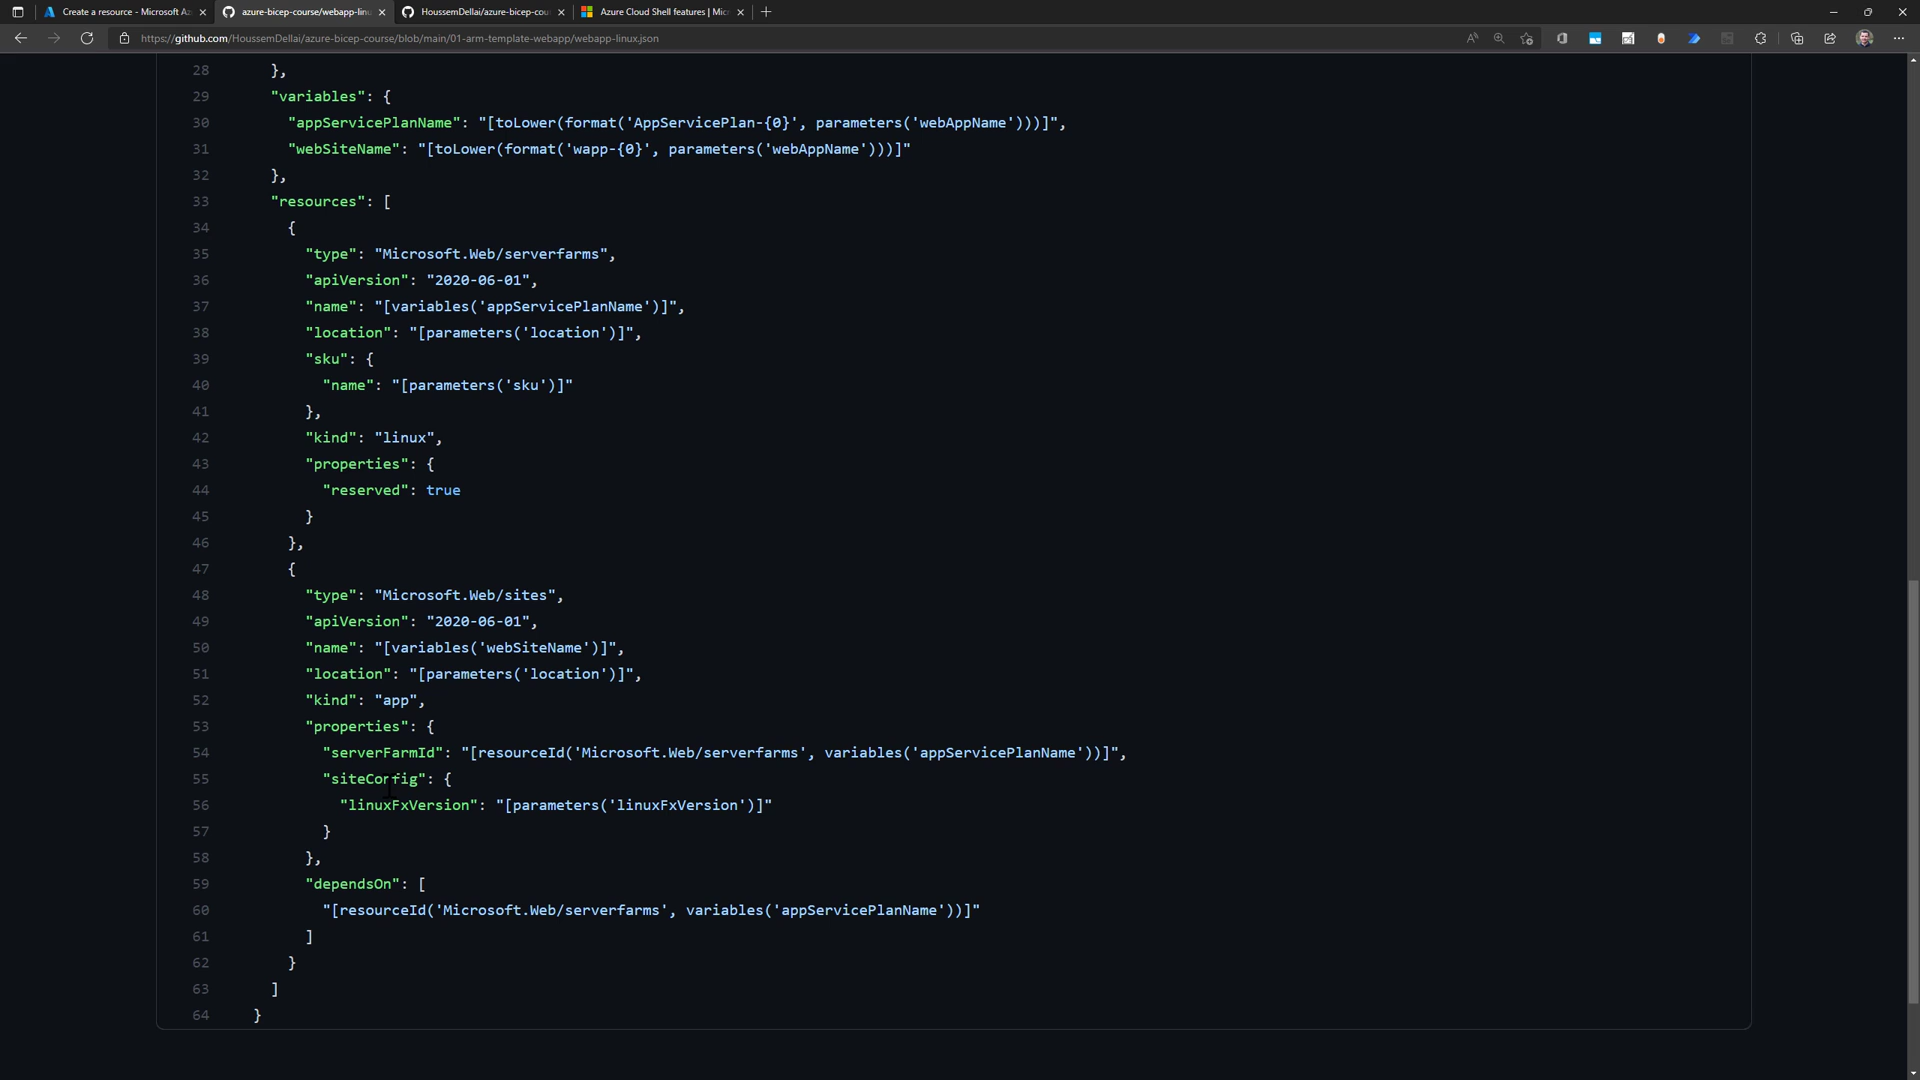 Create a resource - Microsoft Az
azure-bicep-course/webapp-linu
HoussemDellai/azure-bicep-cou
Azure Cloud Shell features | Mic
https://github.com/HoussemDellai/azure-bicep-course/blob/main/01-arm-template-webapp/webapp-linux.json
28 },
29 "variables": {
30 "appServicePlanName": "[toLower(format('AppServicePlan-{0}', parameters('webAppName')))]",
31 "webSiteName": "[toLower(format('wapp-{0}', parameters('webAppName')))]"
32 },
33 "resources": [
34 {
35 "type": "Microsoft.Web/serverfarms",
36 "apiVersion": "2020-06-01",
37 "name": "[variables('appServicePlanName')]",
38 "location": "[parameters('location')]",
39 "sku": {
40 "name": "[parameters('sku')]"
41 },
42 "kind": "linux",
43 "properties": {
44 "reserved": true
45 }
46 },
47 {
48 "type": "Microsoft.Web/sites",
49 "apiVersion": "2020-06-01",
50 "name": "[variables('webSiteName')]",
51 "location": "[parameters('location')]",
52 "kind": "app",
53 "properties": {
54 "serverFarmId": "[resourceId('Microsoft.Web/serverfarms', variables('appServicePlanName'))]",
55 "siteConfig": {
56 "linuxFxVersion": "[parameters('linuxFxVersion')]"
57 }
58 },
59 "dependsOn": [
60 "[resourceId('Microsoft.Web/serverfarms', variables('appServicePlanName'))]"
61 ]
62 }
63 ]
64 }